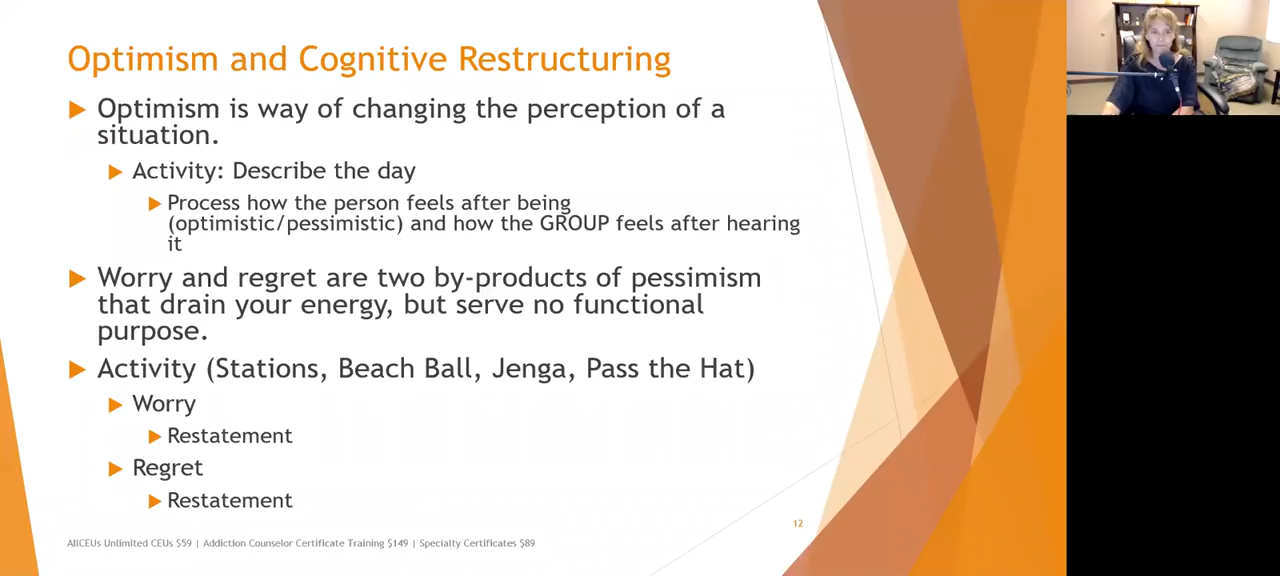 Optimism and Cognitive Restructuring
Optimism is way of changing the perception of a
situation.
Activity: Describe the day
Process how the person feels after being
(optimistic/pessimistic) and how the GROUP feels after hearing
it
Worry and regret are two by-products of pessimism
that drain your energy, but serve no functional
purpose.
Activity (Stations, Beach Ball, Jenga, Pass the Hat)
Worry
Restatement
Regret
Restatement
12
AllCEUs Unlimited CEUs $59 | Addiction Counselor Certificate Training $149 | Specialty Certificates $89